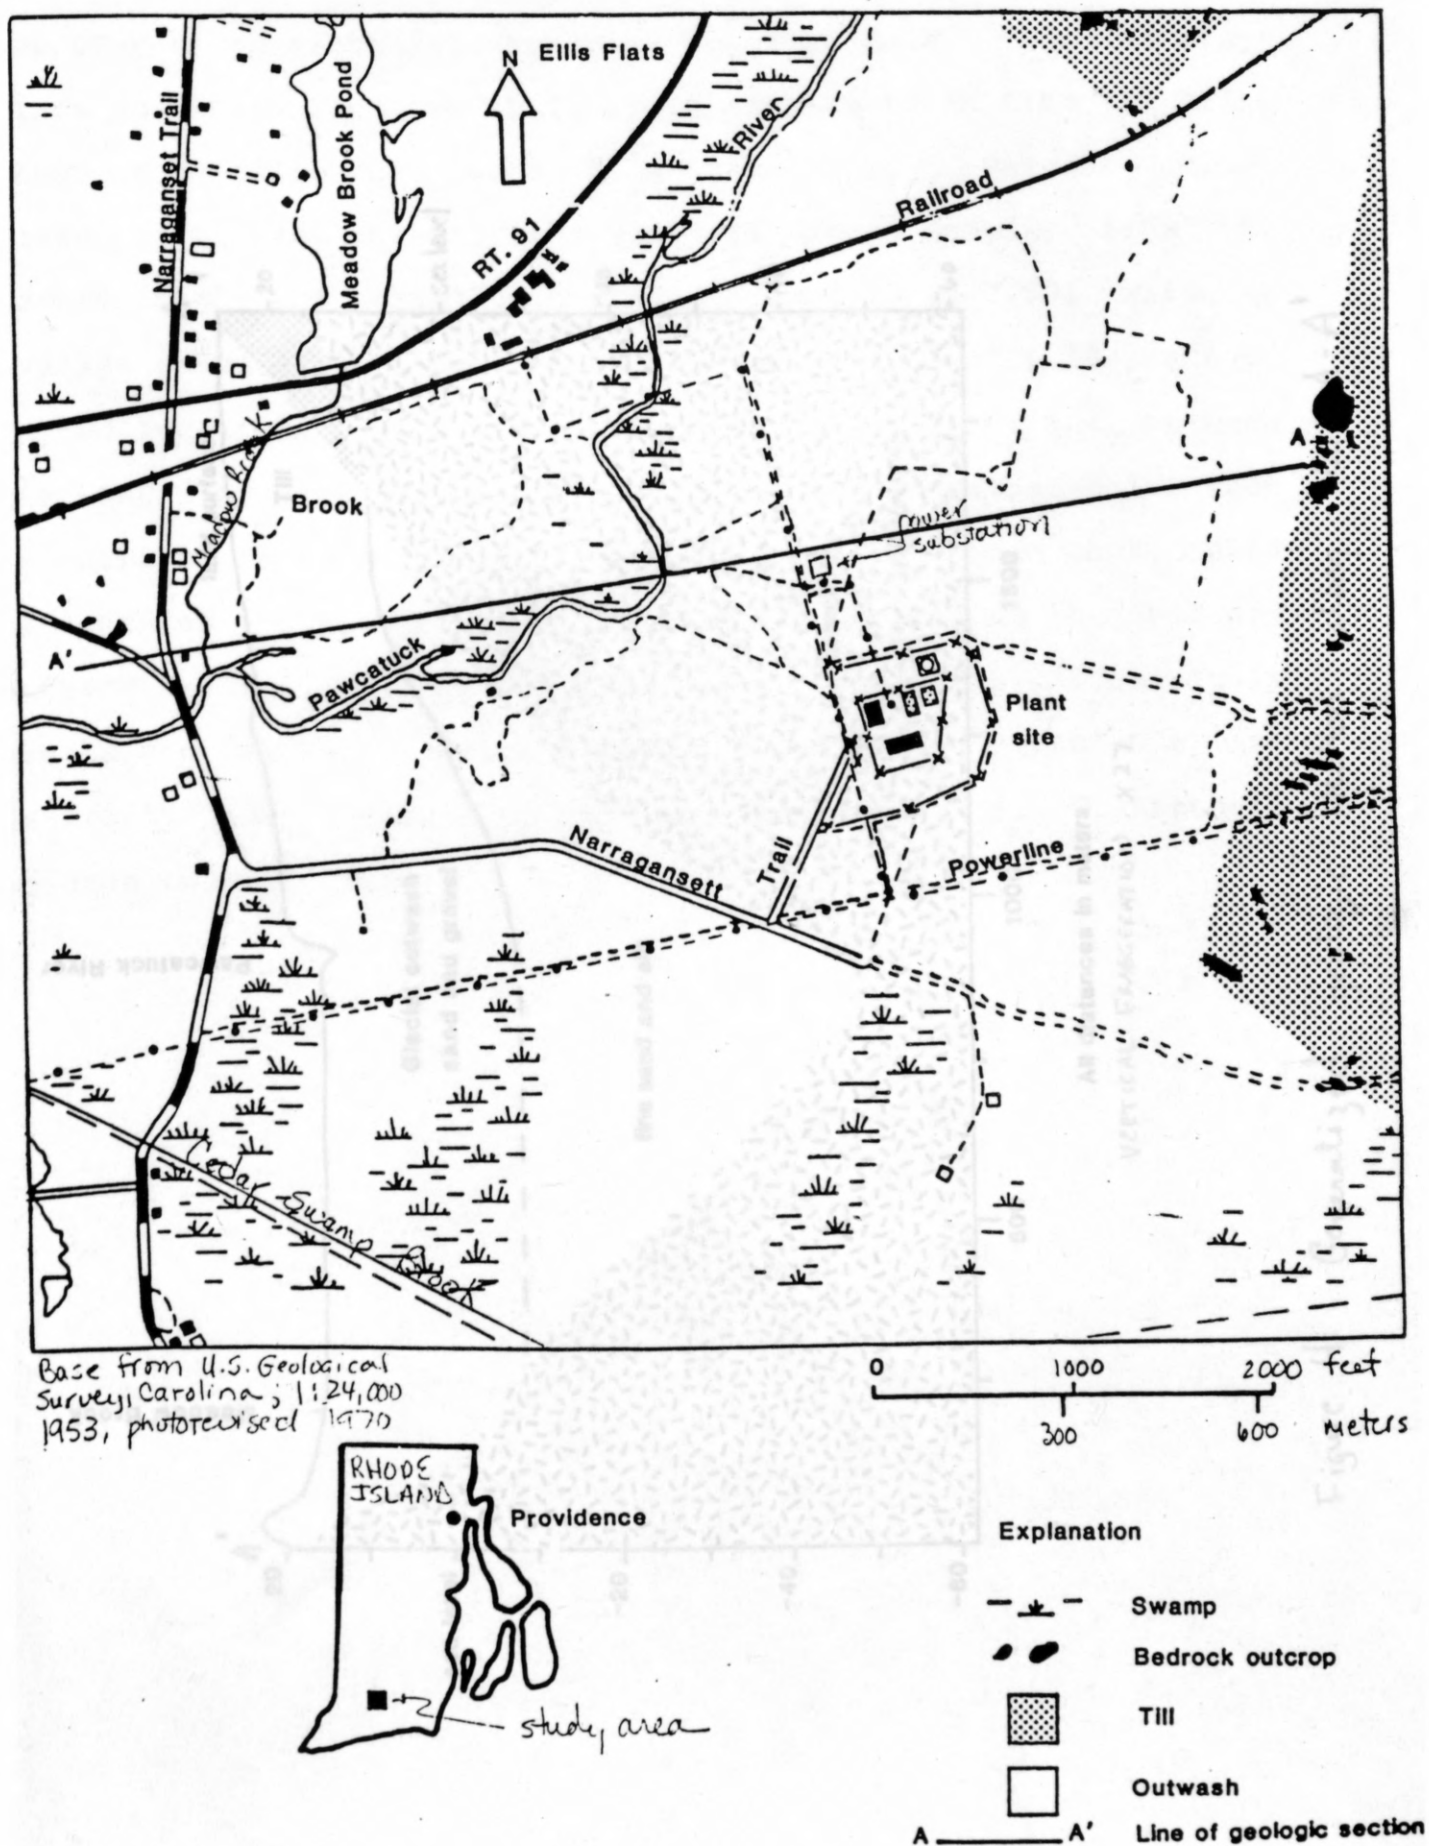 N
Ellis Flats
Narraganset Trail
Meadow Brook Pond
River
Railroad
RT. 91
A
Meadow Brook
Brook
Power
substation
A'
Pawcatuck
Plant
site
Narragansett
Trail
Powerline
Cedar Swamp Brook
Base from U.S. Geological
Survey, Carolina; 1:24,000
1953, photorevised 1970
0 1000 2000 feet
300 600 meters
RHODE
ISLAND
Providence
study area
Explanation
Swamp
Bedrock outcrop
Till
Outwash
A A' Line of geologic section